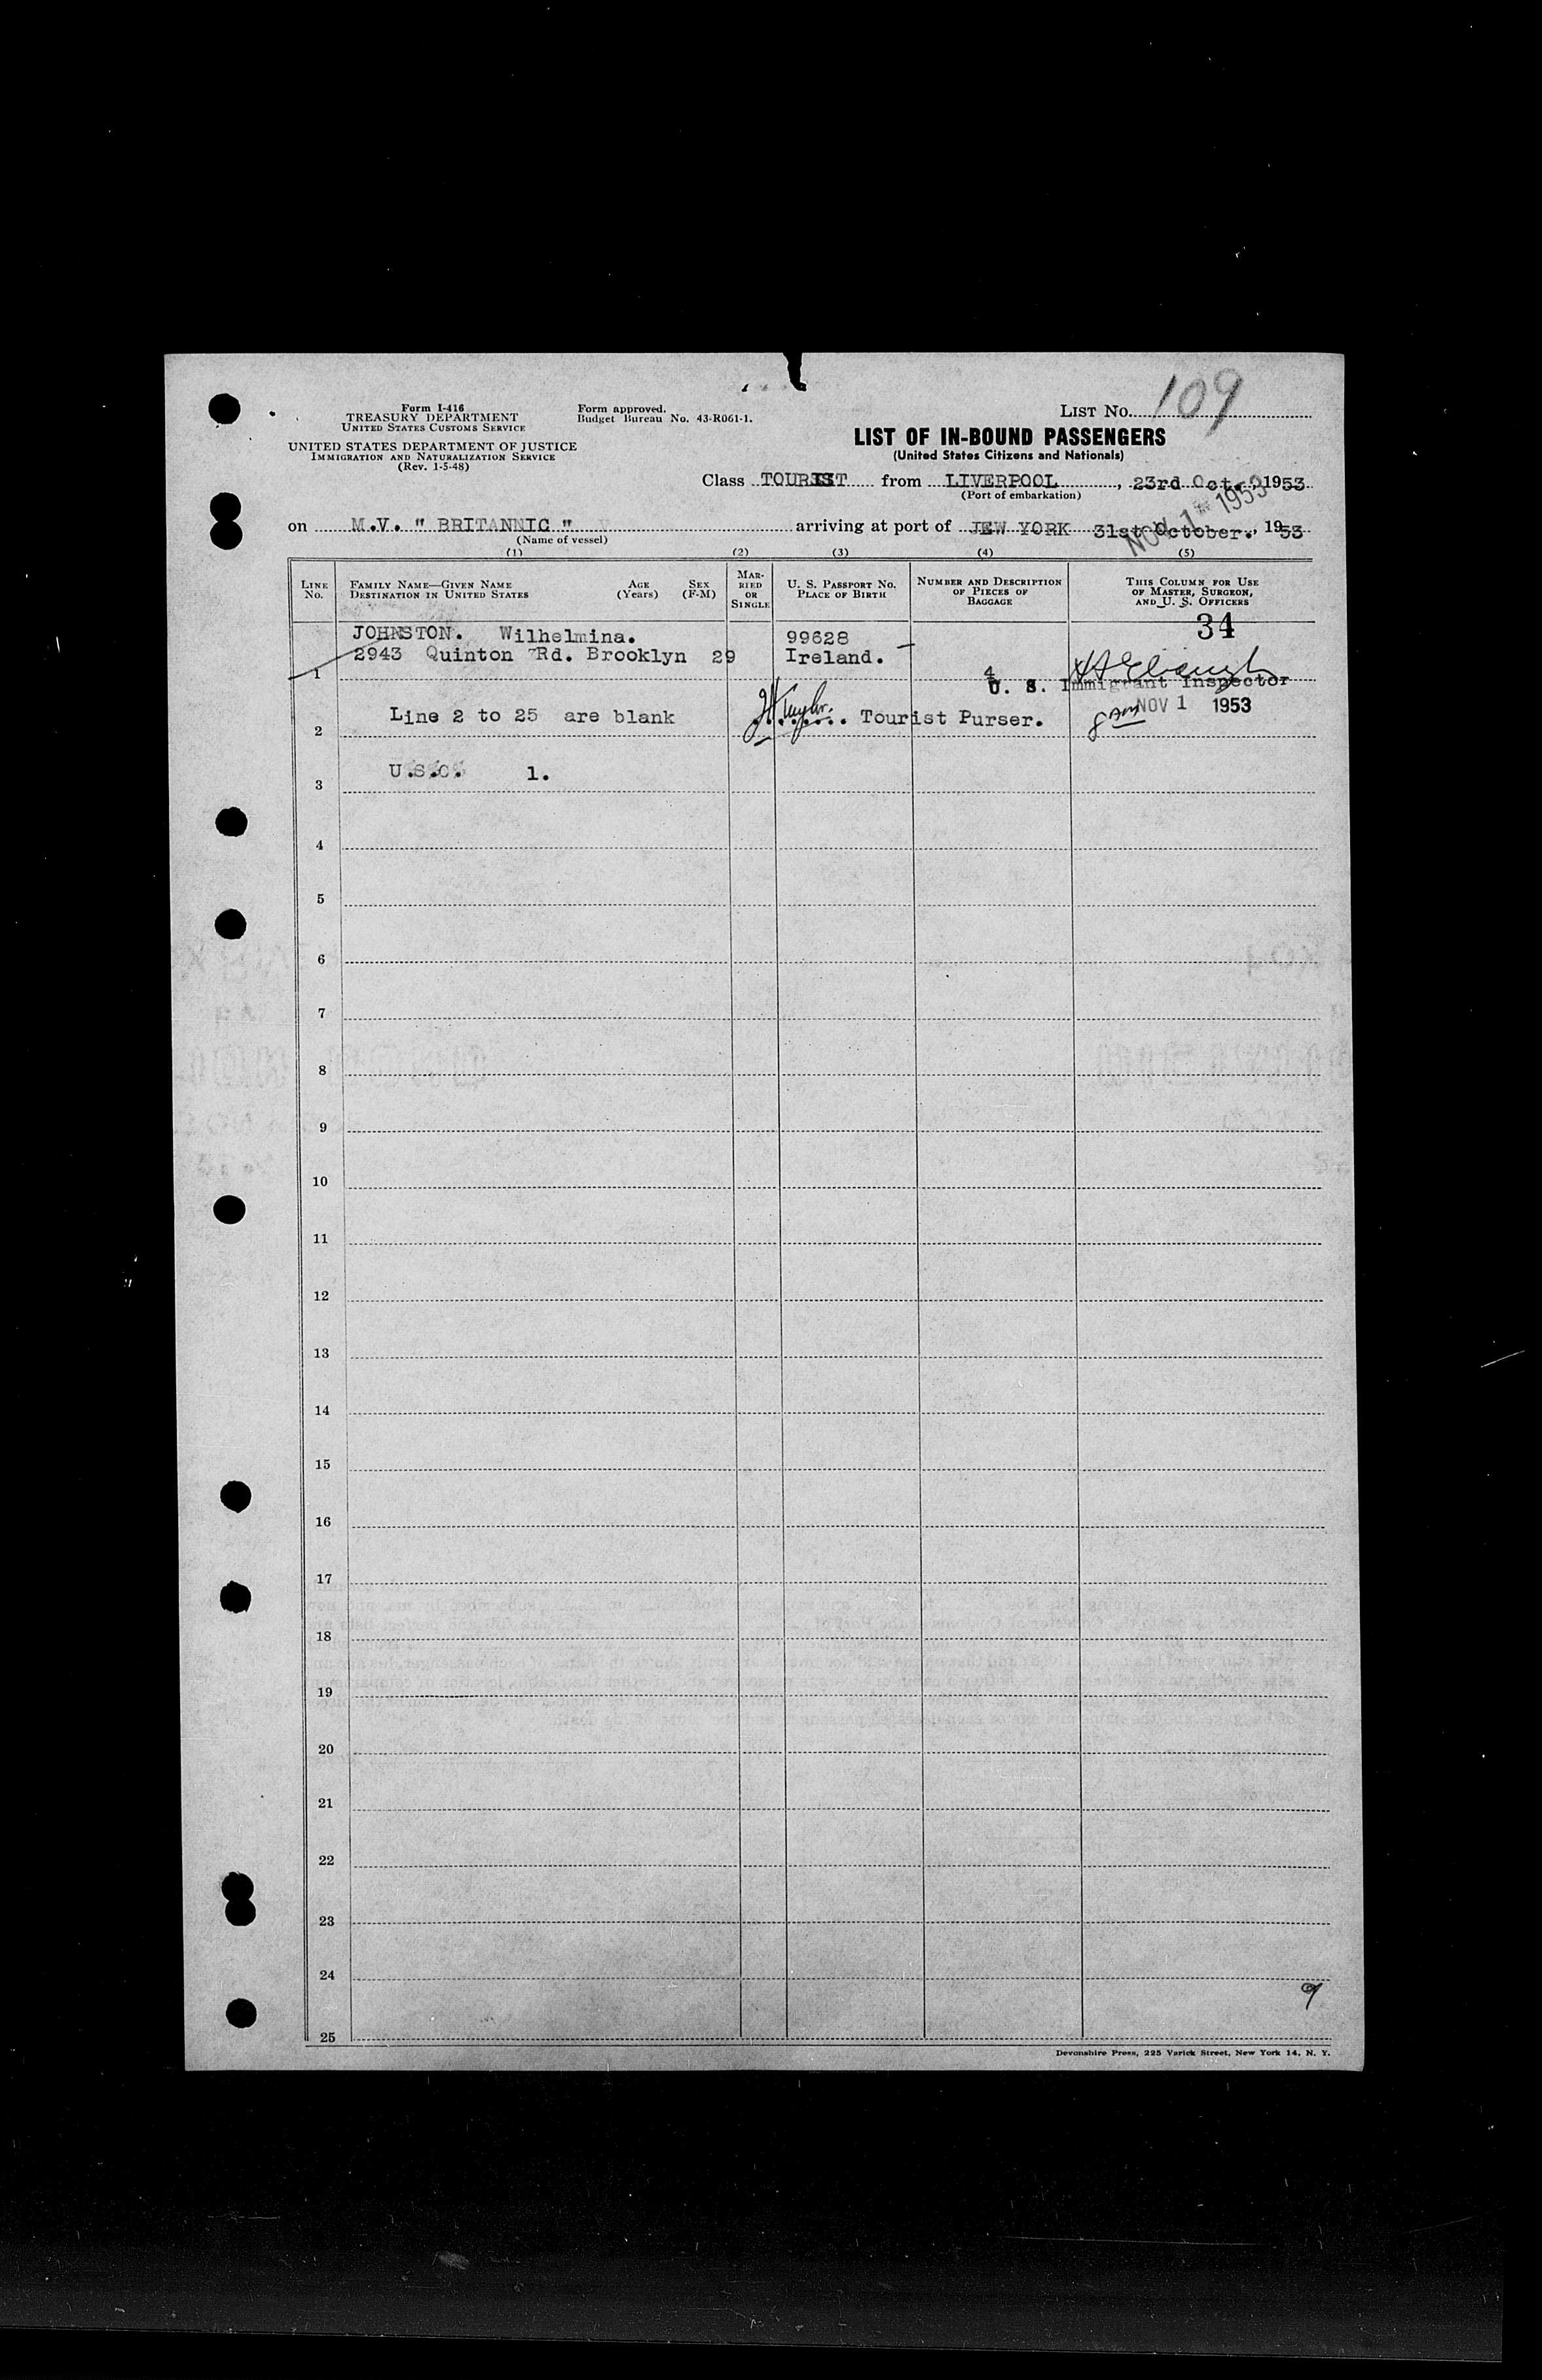 Form I-416
TREASURY DEPARTMENT
UNITED STATES CUSTOMS SERVICE
UNITED STATES DEPARTMENT OF JUSTICE
IMMIGRATION AND NATURALIZATION SERVICE
(Rev. 1-5-48)
Form approved.
Budget Bureau No. 43-R061-1.
LIST NO. 109
LIST OF IN-BOUND PASSENGERS
(United States Citizens and Nationals)
Class TOURIST from LIVERPOOL, 23rd Oct., 1953
(Port of embarkation)
NOV 1 1953
on M.V. " BRITANNIC " arriving at port of NEW YORK 31st October., 1953
(Name of vessel)
(1) (2) (3) (4) (5)
LINE NO.
FAMILY NAME—GIVEN NAME
DESTINATION IN UNITED STATES
AGE (Years)
SEX (F-M)
MARRIED OR SINGLE
U. S. PASSPORT NO.
PLACE OF BIRTH
NUMBER AND DESCRIPTION OF PIECES OF BAGGAGE
THIS COLUMN FOR USE OF MASTER, SURGEON, AND U. S. OFFICERS
34
JOHNSTON. Wilhelmina. 99628
2943 Quinton Rd. Brooklyn 29 Ireland. —
1 4
U. S. Immigrant Inspector
8 AM NOV 1 1953
Line 2 to 25 are blank Tourist Purser.
2
U.S.C. 1.
3
4
5
6
7
8
9
10
11
12
13
14
15
16
17
18
19
20
21
22
23
24
9
25
Devonshire Press, 225 Varick Street, New York 14, N. Y.